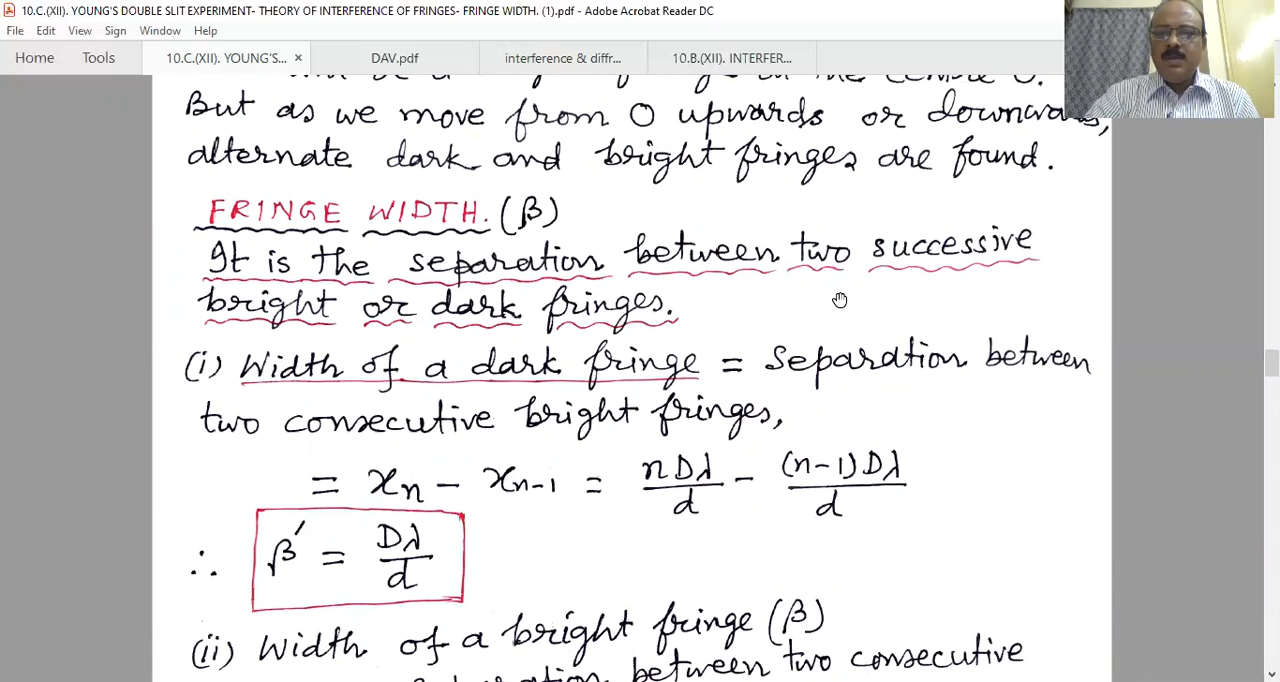 10.C.(XII). YOUNG'S DOUBLE SLIT EXPERIMENT- THEORY OF INTERFERENCE OF FRINGES- FRINGE WIDTH. (1).pdf - Adobe Acrobat Reader DC
File Edit View Sign Window Help
Home Tools 10.C.(XII). YOUNG'S... × DAV.pdf interference & diffr... 10.B.(XII). INTERFER...
But as we move from O upwards or downwards,
alternate dark and bright fringes are found.
FRINGE WIDTH. (β)
It is the separation between two successive
bright or dark fringes.
(i) Width of a dark fringe = Separation between
two consecutive bright fringes,
= xₙ - xₙ₋₁ = nDλ/d - (n-1)Dλ/d
∴ β′ = Dλ/d
(ii) Width of a bright fringe (β)
between two consecutive